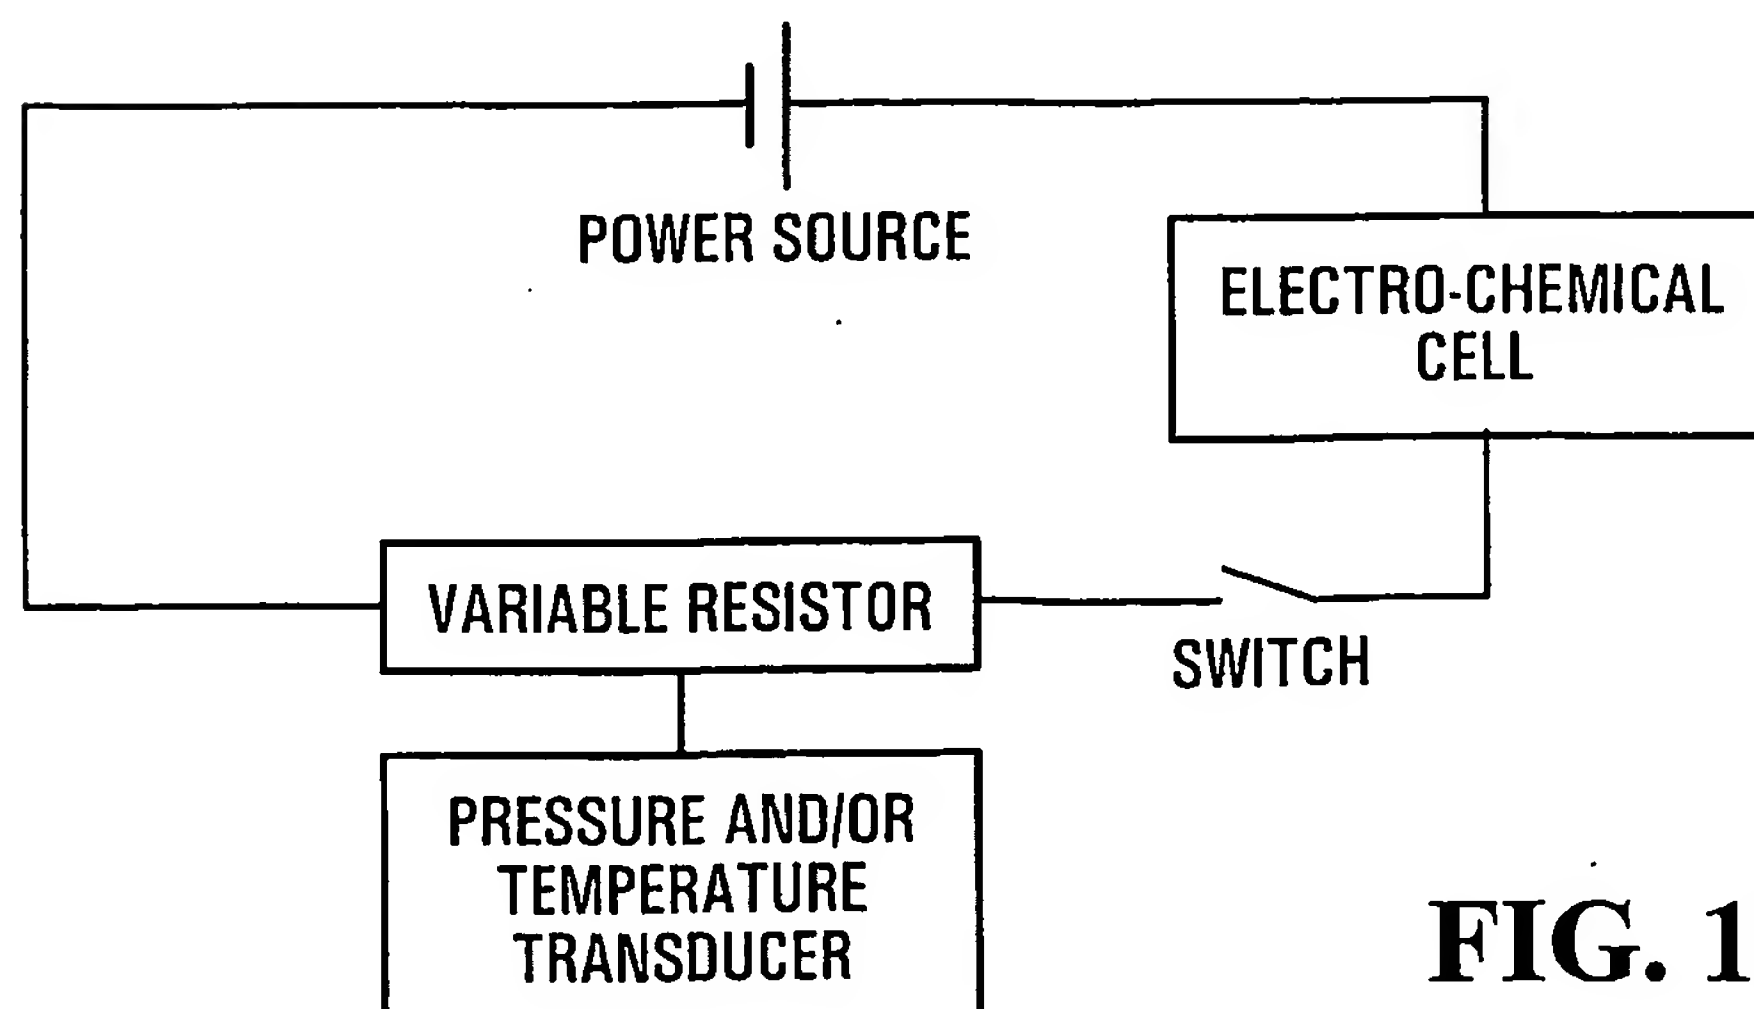 POWER SOURCE
ELECTRO-CHEMICAL
CELL
VARIABLE RESISTOR
SWITCH
PRESSURE AND/OR
TEMPERATURE
TRANSDUCER
FIG. 1